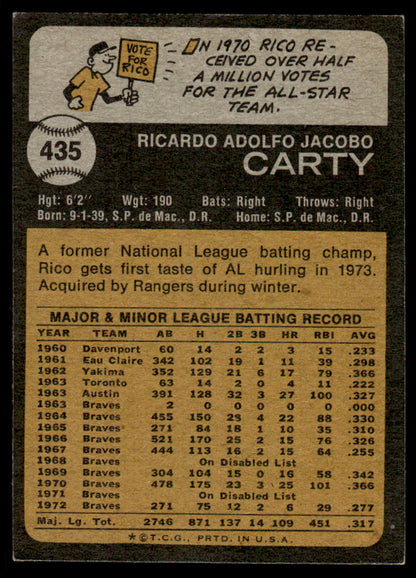 VOTE
FOR
RICO
IN 1970 RICO RE-
CEIVED OVER HALF
A MILLION VOTES
FOR THE ALL-STAR
TEAM.
435
RICARDO ADOLFO JACOBO
CARTY
Hgt: 6'2" Wgt: 190 Bats: Right Throws: Right
Born: 9-1-39, S.P. de Mac., D.R. Home: S.P. de Mac., D.R.
A former National League batting champ,
Rico gets first taste of AL hurling in 1973.
Acquired by Rangers during winter.
MAJOR & MINOR LEAGUE BATTING RECORD
YEAR TEAM AB H 2B 3B HR RBI AVG
1960 Davenport 60 14 2 2 3 15 .233
1961 Eau Claire 342 102 19 1 11 39 .298
1962 Yakima 352 129 21 6 17 79 .366
1963 Toronto 63 14 2 0 4 11 .222
1963 Austin 391 128 32 3 27 100 .327
1963 Braves 2 0 0 0 0 0 .000
1964 Braves 455 150 28 4 22 88 .330
1965 Braves 271 84 18 1 10 35 .310
1966 Braves 521 170 25 2 15 76 .326
1967 Braves 444 113 16 2 15 64 .255
1968 Braves On Disabled List
1969 Braves 304 104 15 0 16 58 .342
1970 Braves 478 175 23 3 25 101 .366
1971 Braves On Disabled List
1972 Braves 271 75 12 2 6 29 .277
Maj. Lg. Tot. 2746 871 137 14 109 451 .317
*©T.C.G., PRTD. IN U.S.A.